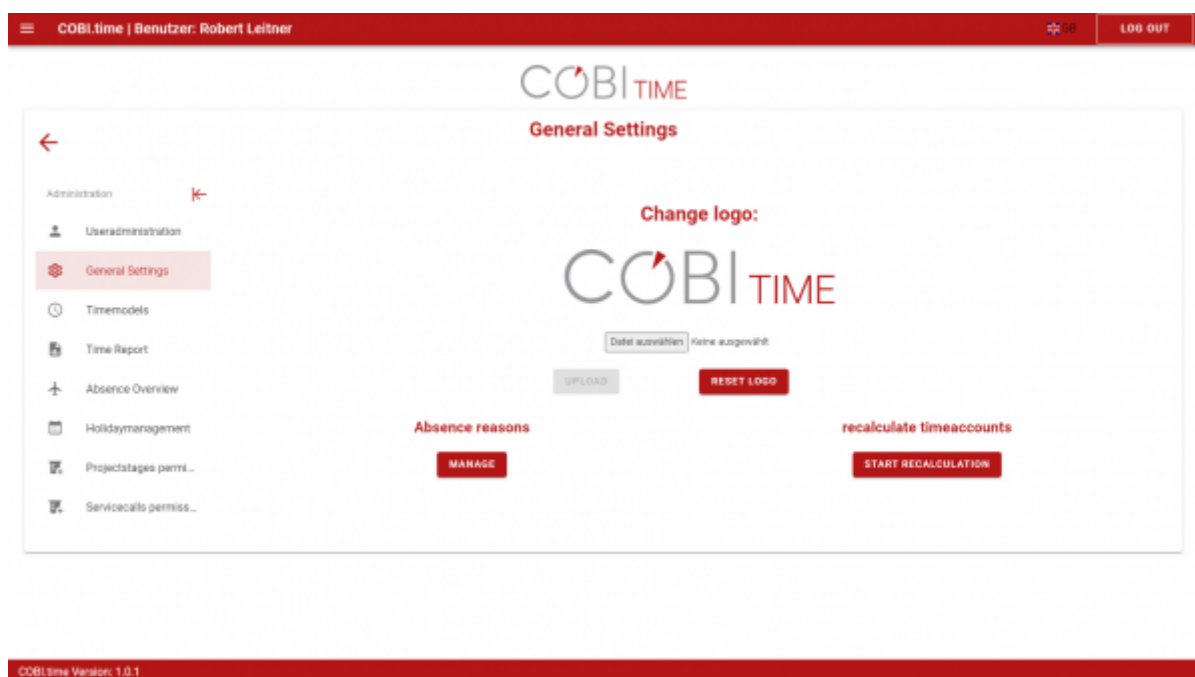 COBI.time | Benutzer: Robert Leitner
GB
LOG OUT
COBI TIME
General Settings
Administration
Useradministration
General Settings
Timemodels
Time Report
Absence Overview
Holidaymanagement
Projectstages permi...
Servicecalls permiss...
Change logo:
COBI TIME
Datei auswählen Keine ausgewählt
UPLOAD
RESET LOGO
Absence reasons
MANAGE
recalculate timeaccounts
START RECALCULATION
COBI.time Version: 1.0.1